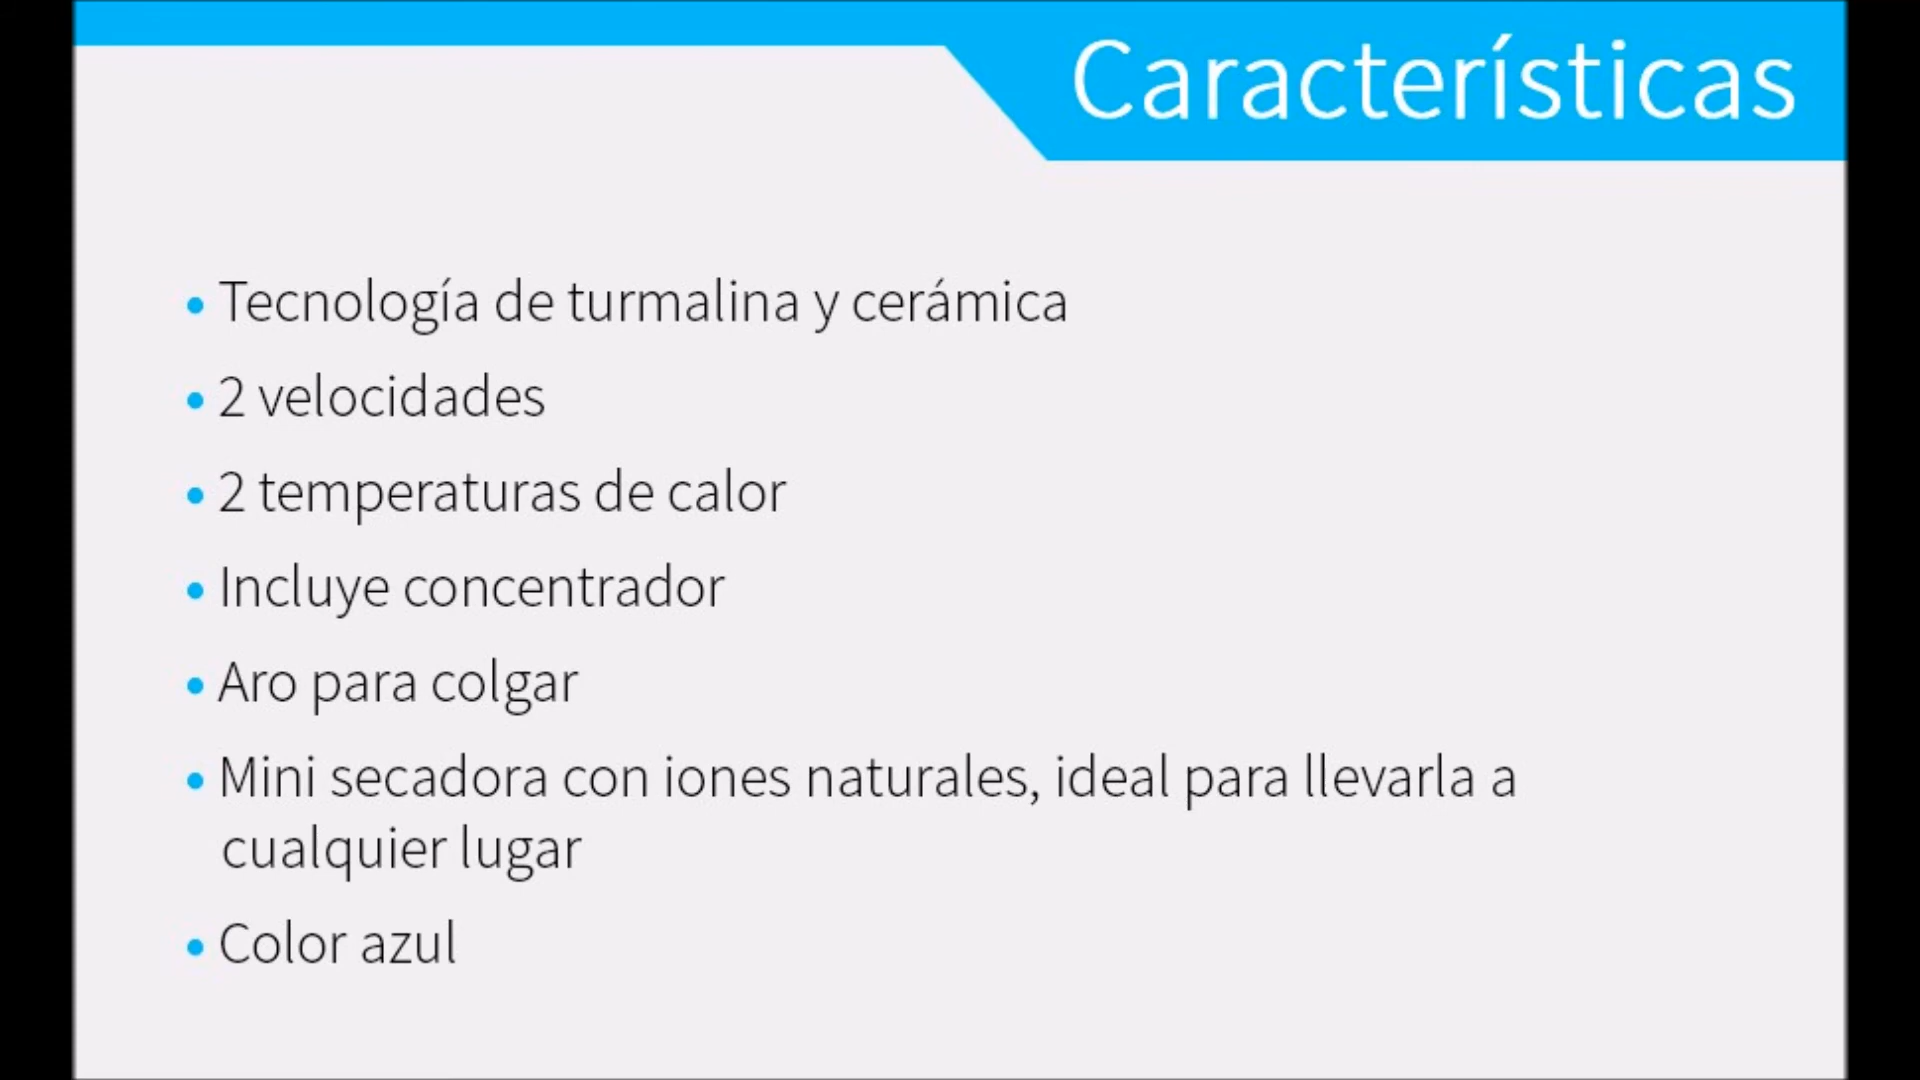 Características
• Tecnología de turmalina y cerámica
• 2 velocidades
• 2 temperaturas de calor
• Incluye concentrador
• Aro para colgar
• Mini secadora con iones naturales, ideal para llevarla a
cualquier lugar
• Color azul